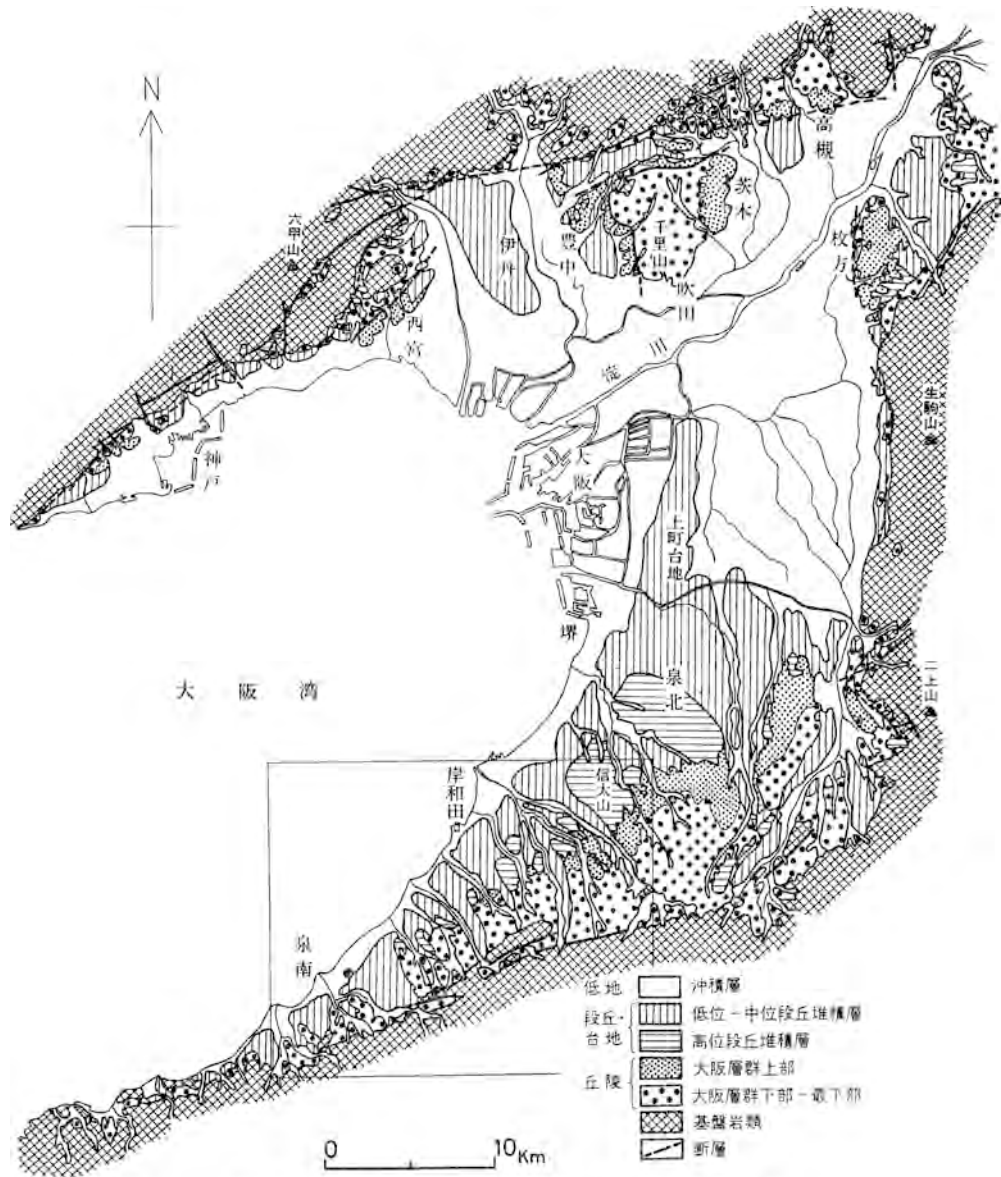 N
六甲山
伊丹
豊中
千里山
茨木
高槻
枚方
吹田
西宮
淀川
神戸
大阪
生駒山
上町台地
堺
大阪湾
泉北
二上山
信太山
岸和田
泉南
低地 沖積層
段丘・台地 低位-中位段丘堆積層
高位段丘堆積層
丘陵 大阪層群上部
大阪層群下部-最下部
基盤岩類
断層
0 10Km